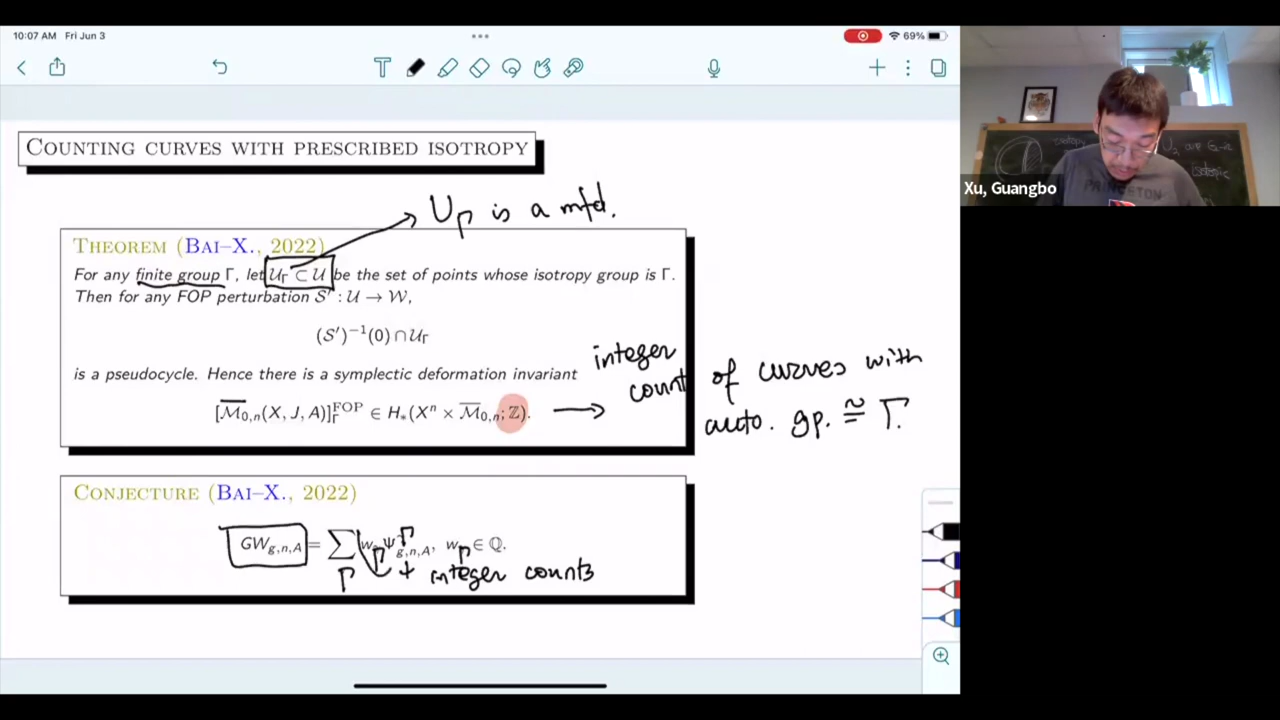 10:07 AM Fri Jun 3
69%
COUNTING CURVES WITH PRESCRIBED ISOTROPY
U_Γ is a mfd.
THEOREM (BAI–X., 2022)
For any finite group Γ, let U_Γ ⊂ U be the set of points whose isotropy group is Γ.
Then for any FOP perturbation S' : U → W,
(S')⁻¹(0) ∩ U_Γ
is a pseudocycle. Hence there is a symplectic deformation invariant
[M̅_{0,n}(X, J, A)]_Γ^{FOP} ∈ H_*(X^n × M̅_{0,n}; ℤ).
→ integer
count of curves with
auto. gp. ≅ Γ.
CONJECTURE (BAI–X., 2022)
GW_{g,n,A} = ∑_Γ w_Γ ψ^Γ_{g,n,A}, w_Γ ∈ ℚ.
integer counts
Xu, Guangbo
isotopic
PRINCETON